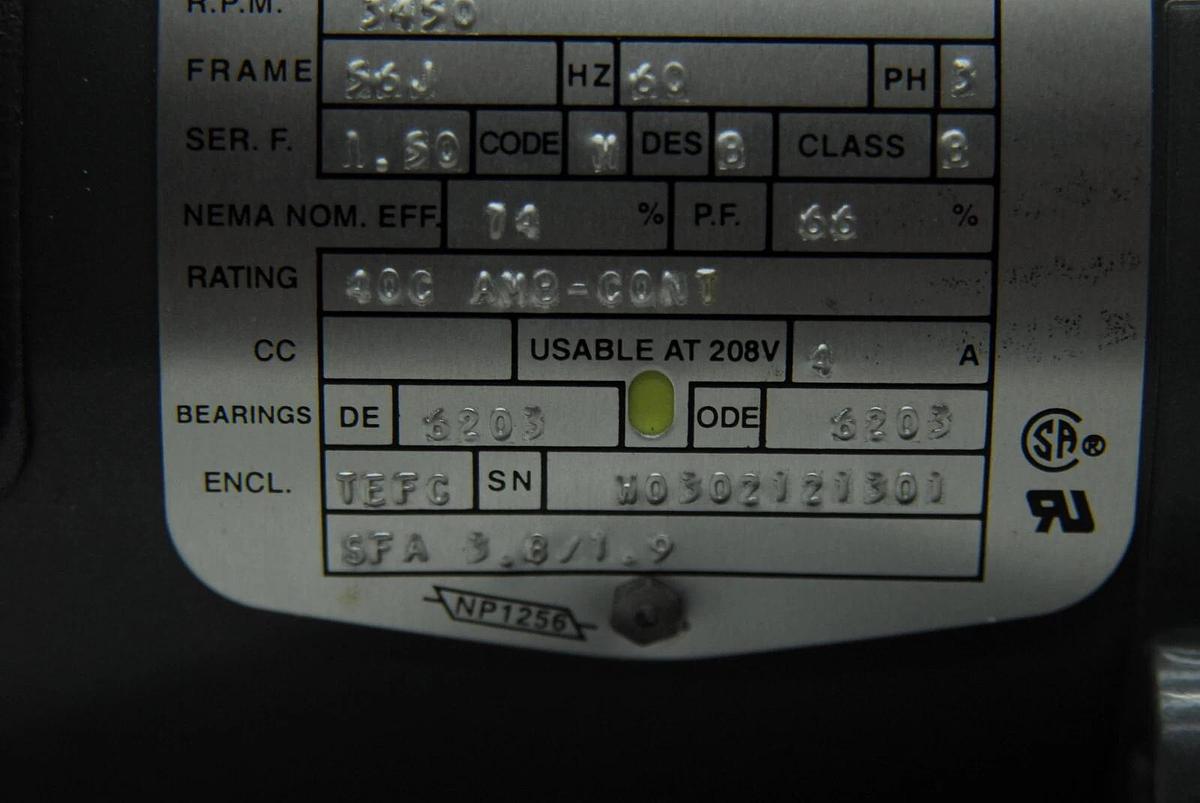 R.P.M. 3450
FRAME 56J HZ 60 PH 3
SER. F. 1.50 CODE M DES B CLASS B
NEMA NOM. EFF. 74 % P.F. 66 %
RATING 40C AMB-CONT
CC USABLE AT 208V 4 A
BEARINGS DE 6203 ODE 6203
ENCL. TEFC SN W0302121301
SFA 3.8/1.9
NP1256
SA ®
RU